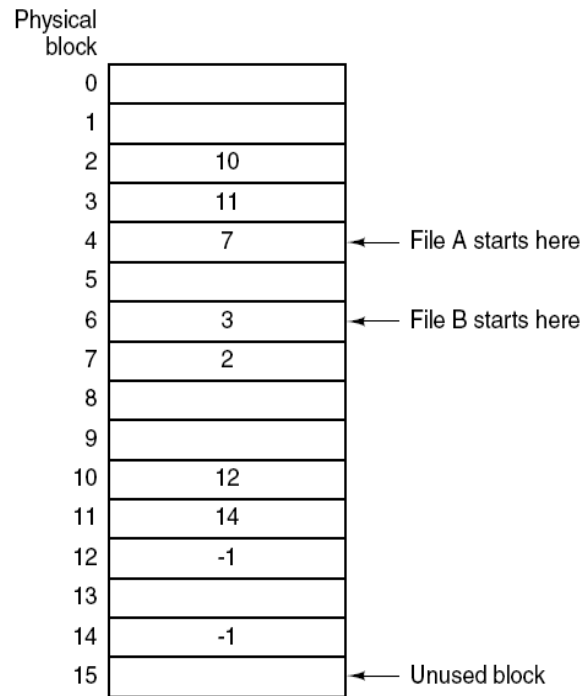 Physical
block
0
1
2 10
3 11
4 7 File A starts here
5
6 3 File B starts here
7 2
8
9
10 12
11 14
12 -1
13
14 -1
15 Unused block